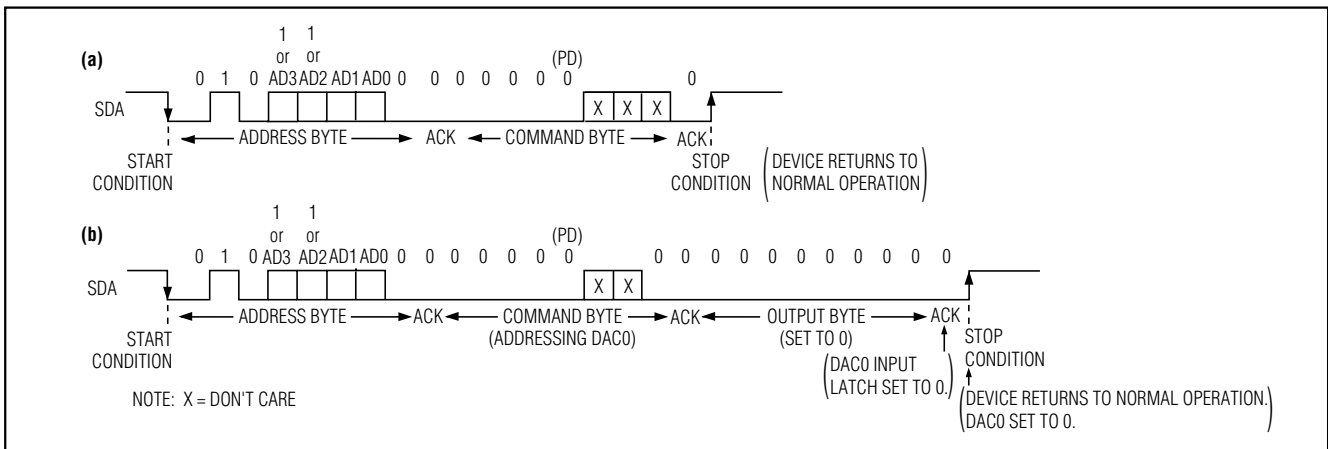 1 1
(a) or or (PD)
0 1 0 AD3 AD2 AD1 AD0 0 0 0 0 0 0 0 0
SDA X X X
ADDRESS BYTE ACK COMMAND BYTE ACK
START CONDITION
STOP CONDITION
(DEVICE RETURNS TO NORMAL OPERATION)
1 1
(b) or or (PD)
0 1 0 AD3 AD2 AD1 AD0 0 0 0 0 0 0 0 0 0 0 0 0 0 0 0 0 0 0
SDA X X
ADDRESS BYTE ACK COMMAND BYTE ACK OUTPUT BYTE ACK
(ADDRESSING DAC0) (SET TO 0)
START CONDITION
STOP CONDITION
(DAC0 INPUT LATCH SET TO 0.)
(DEVICE RETURNS TO NORMAL OPERATION. DAC0 SET TO 0.)
NOTE: X = DON'T CARE